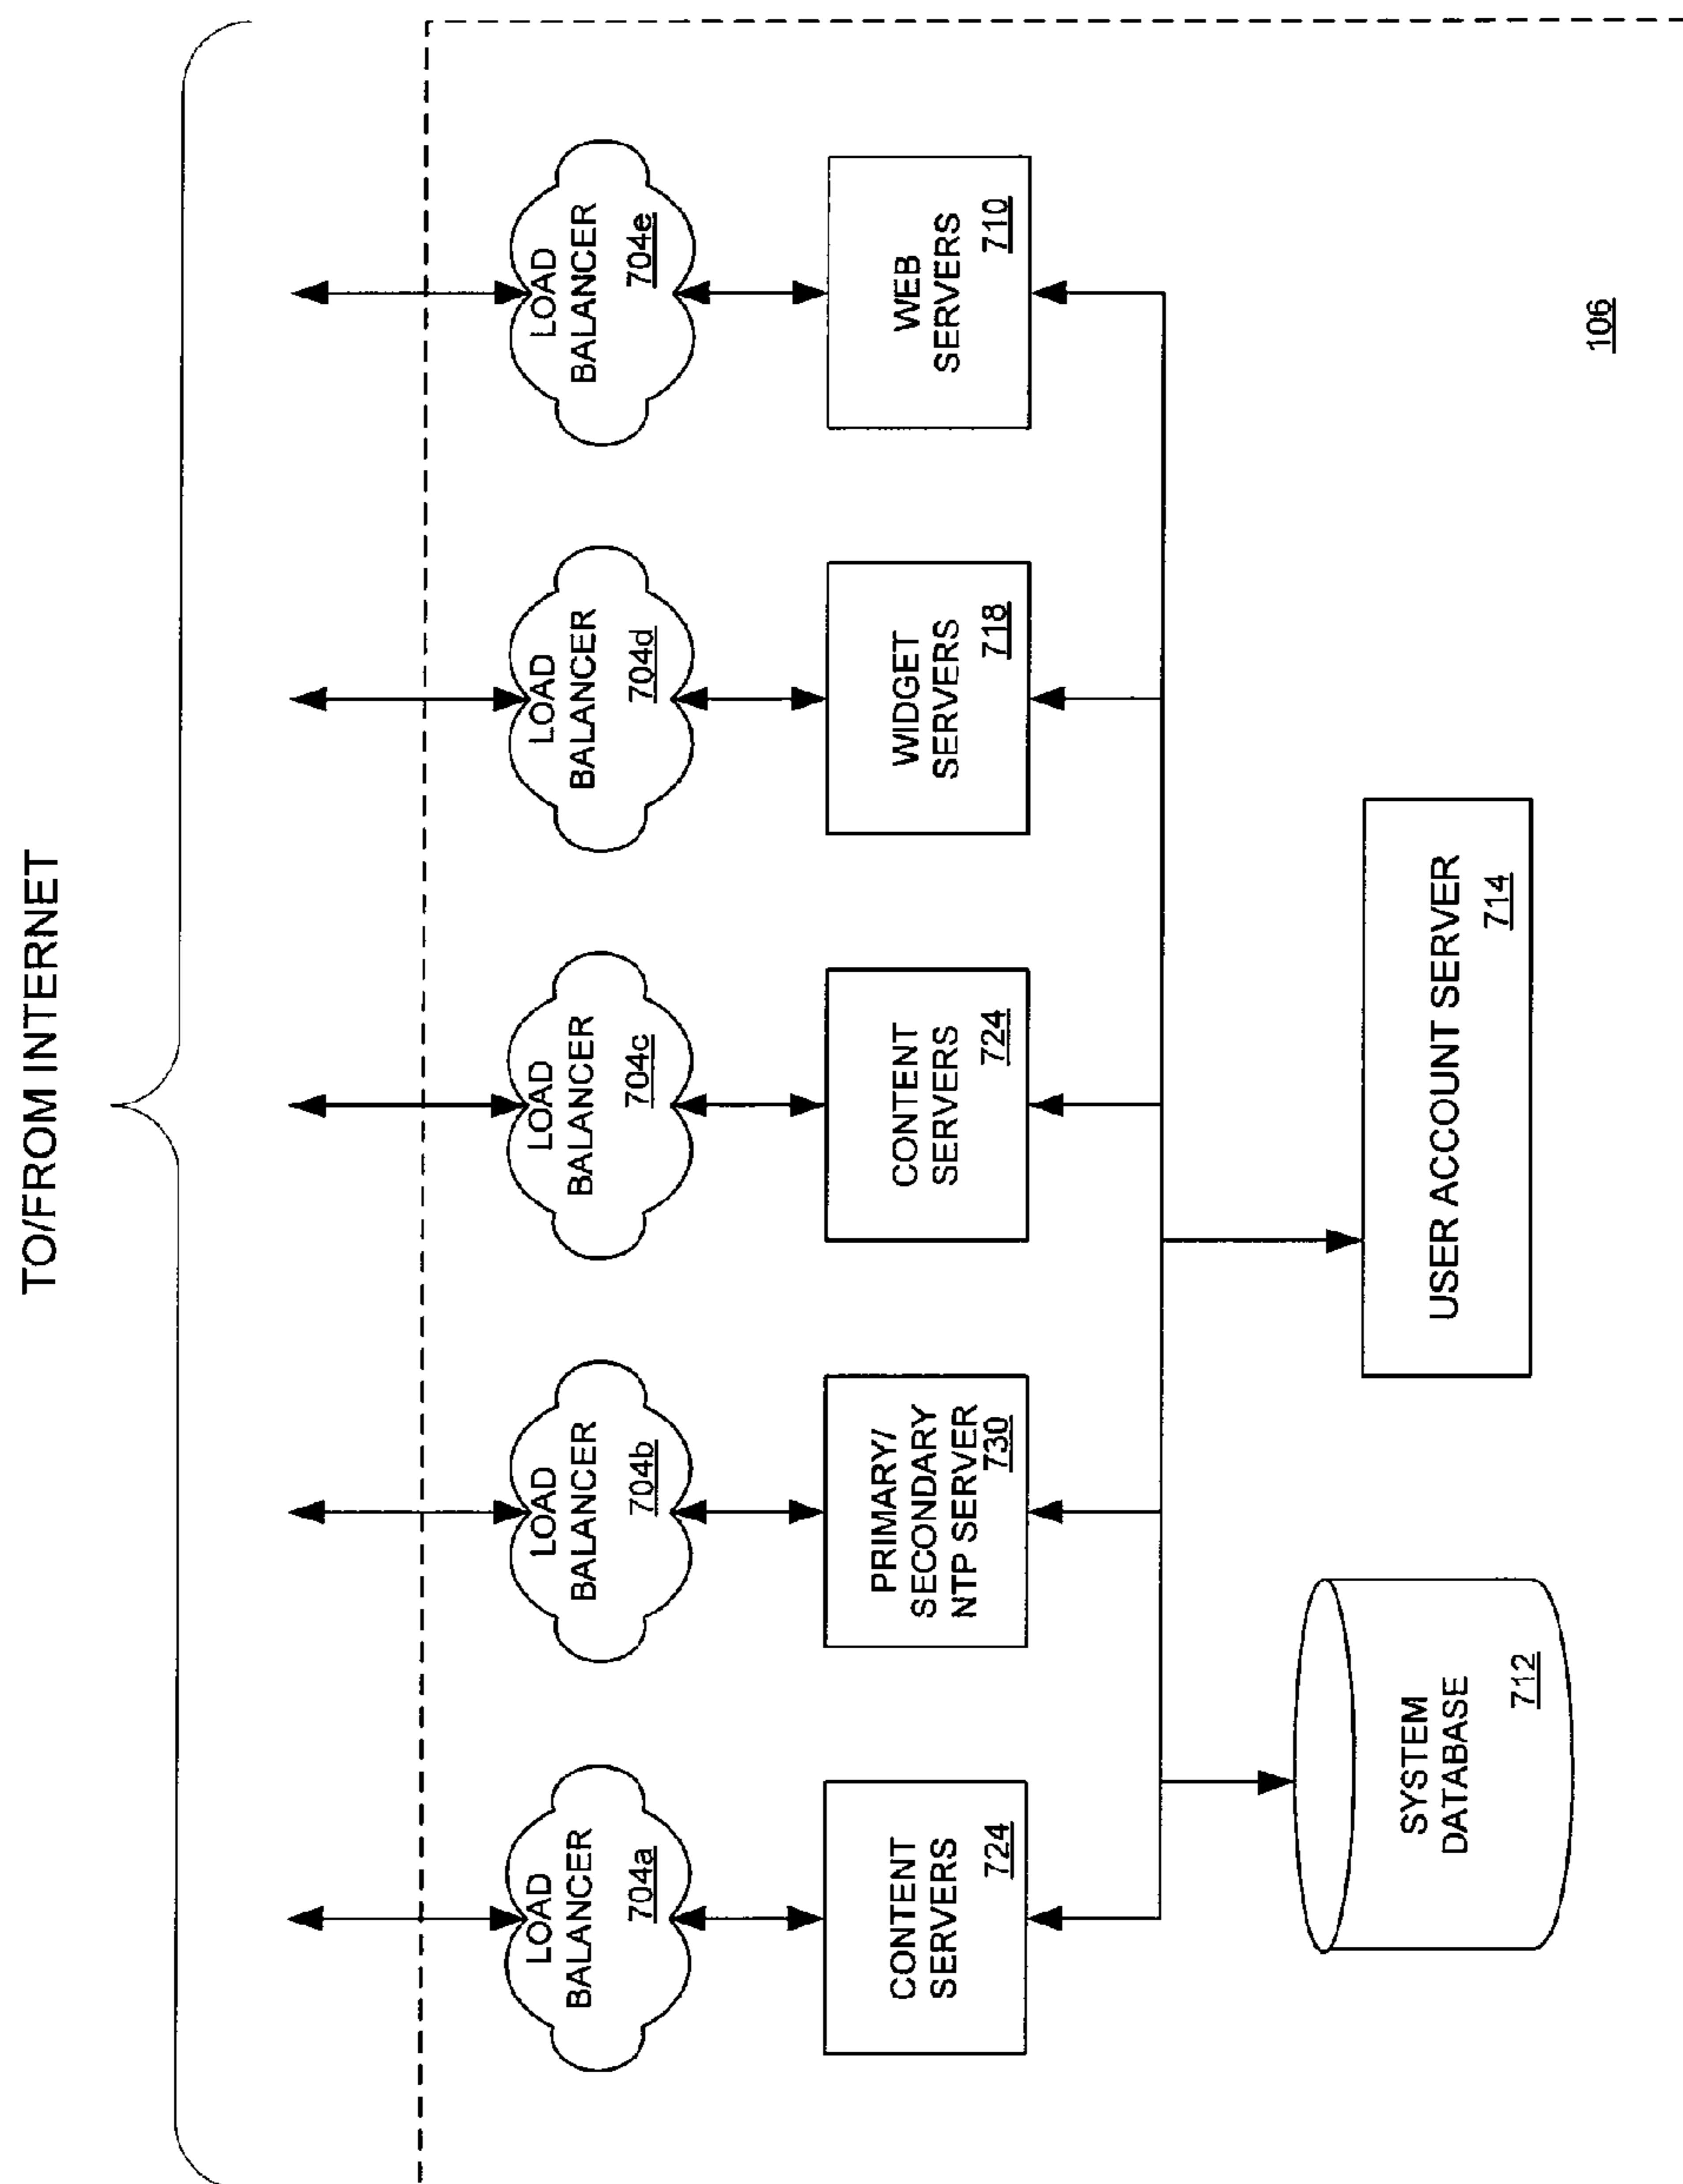 TO/FROM INTERNET
LOAD
BALANCER
704a
LOAD
BALANCER
704b
LOAD
BALANCER
704c
LOAD
BALANCER
704d
LOAD
BALANCER
704e
CONTENT
SERVERS
724
PRIMARY/
SECONDARY
NTP SERVER
730
CONTENT
SERVERS
724
WIDGET
SERVERS
718
WEB
SERVERS
710
SYSTEM
DATABASE
712
USER ACCOUNT SERVER
714
106